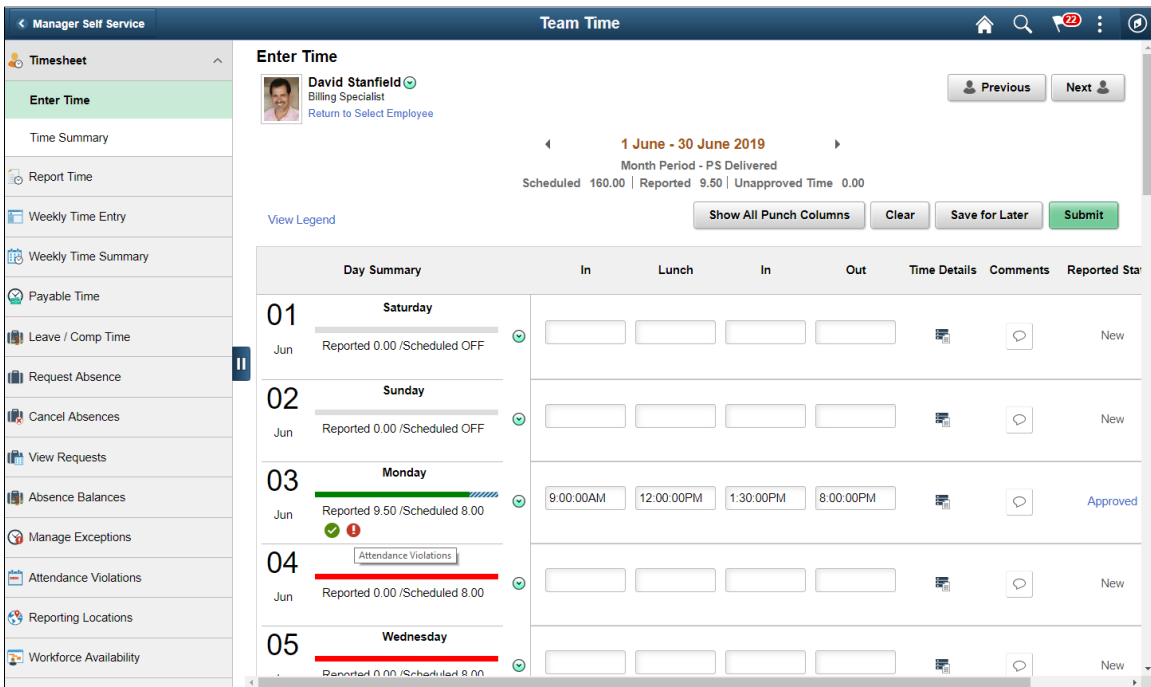 Manager Self Service
Team Time
22
Timesheet
Enter Time
Time Summary
Report Time
Weekly Time Entry
Weekly Time Summary
Payable Time
Leave / Comp Time
Request Absence
Cancel Absences
View Requests
Absence Balances
Manage Exceptions
Attendance Violations
Reporting Locations
Workforce Availability
Enter Time
David Stanfield
Billing Specialist
Return to Select Employee
Previous
Next
1 June - 30 June 2019
Month Period - PS Delivered
Scheduled 160.00 | Reported 9.50 | Unapproved Time 0.00
View Legend
Show All Punch Columns
Clear
Save for Later
Submit
Day Summary In Lunch In Out Time Details Comments Reported Sta
01 Saturday
Jun Reported 0.00 /Scheduled OFF New
02 Sunday
Jun Reported 0.00 /Scheduled OFF New
03 Monday
Jun Reported 9.50 /Scheduled 8.00 9:00:00AM 12:00:00PM 1:30:00PM 8:00:00PM Approved
Attendance Violations
04
Jun Reported 0.00 /Scheduled 8.00 New
05 Wednesday
Reported 0.00 /Scheduled 8.00 New